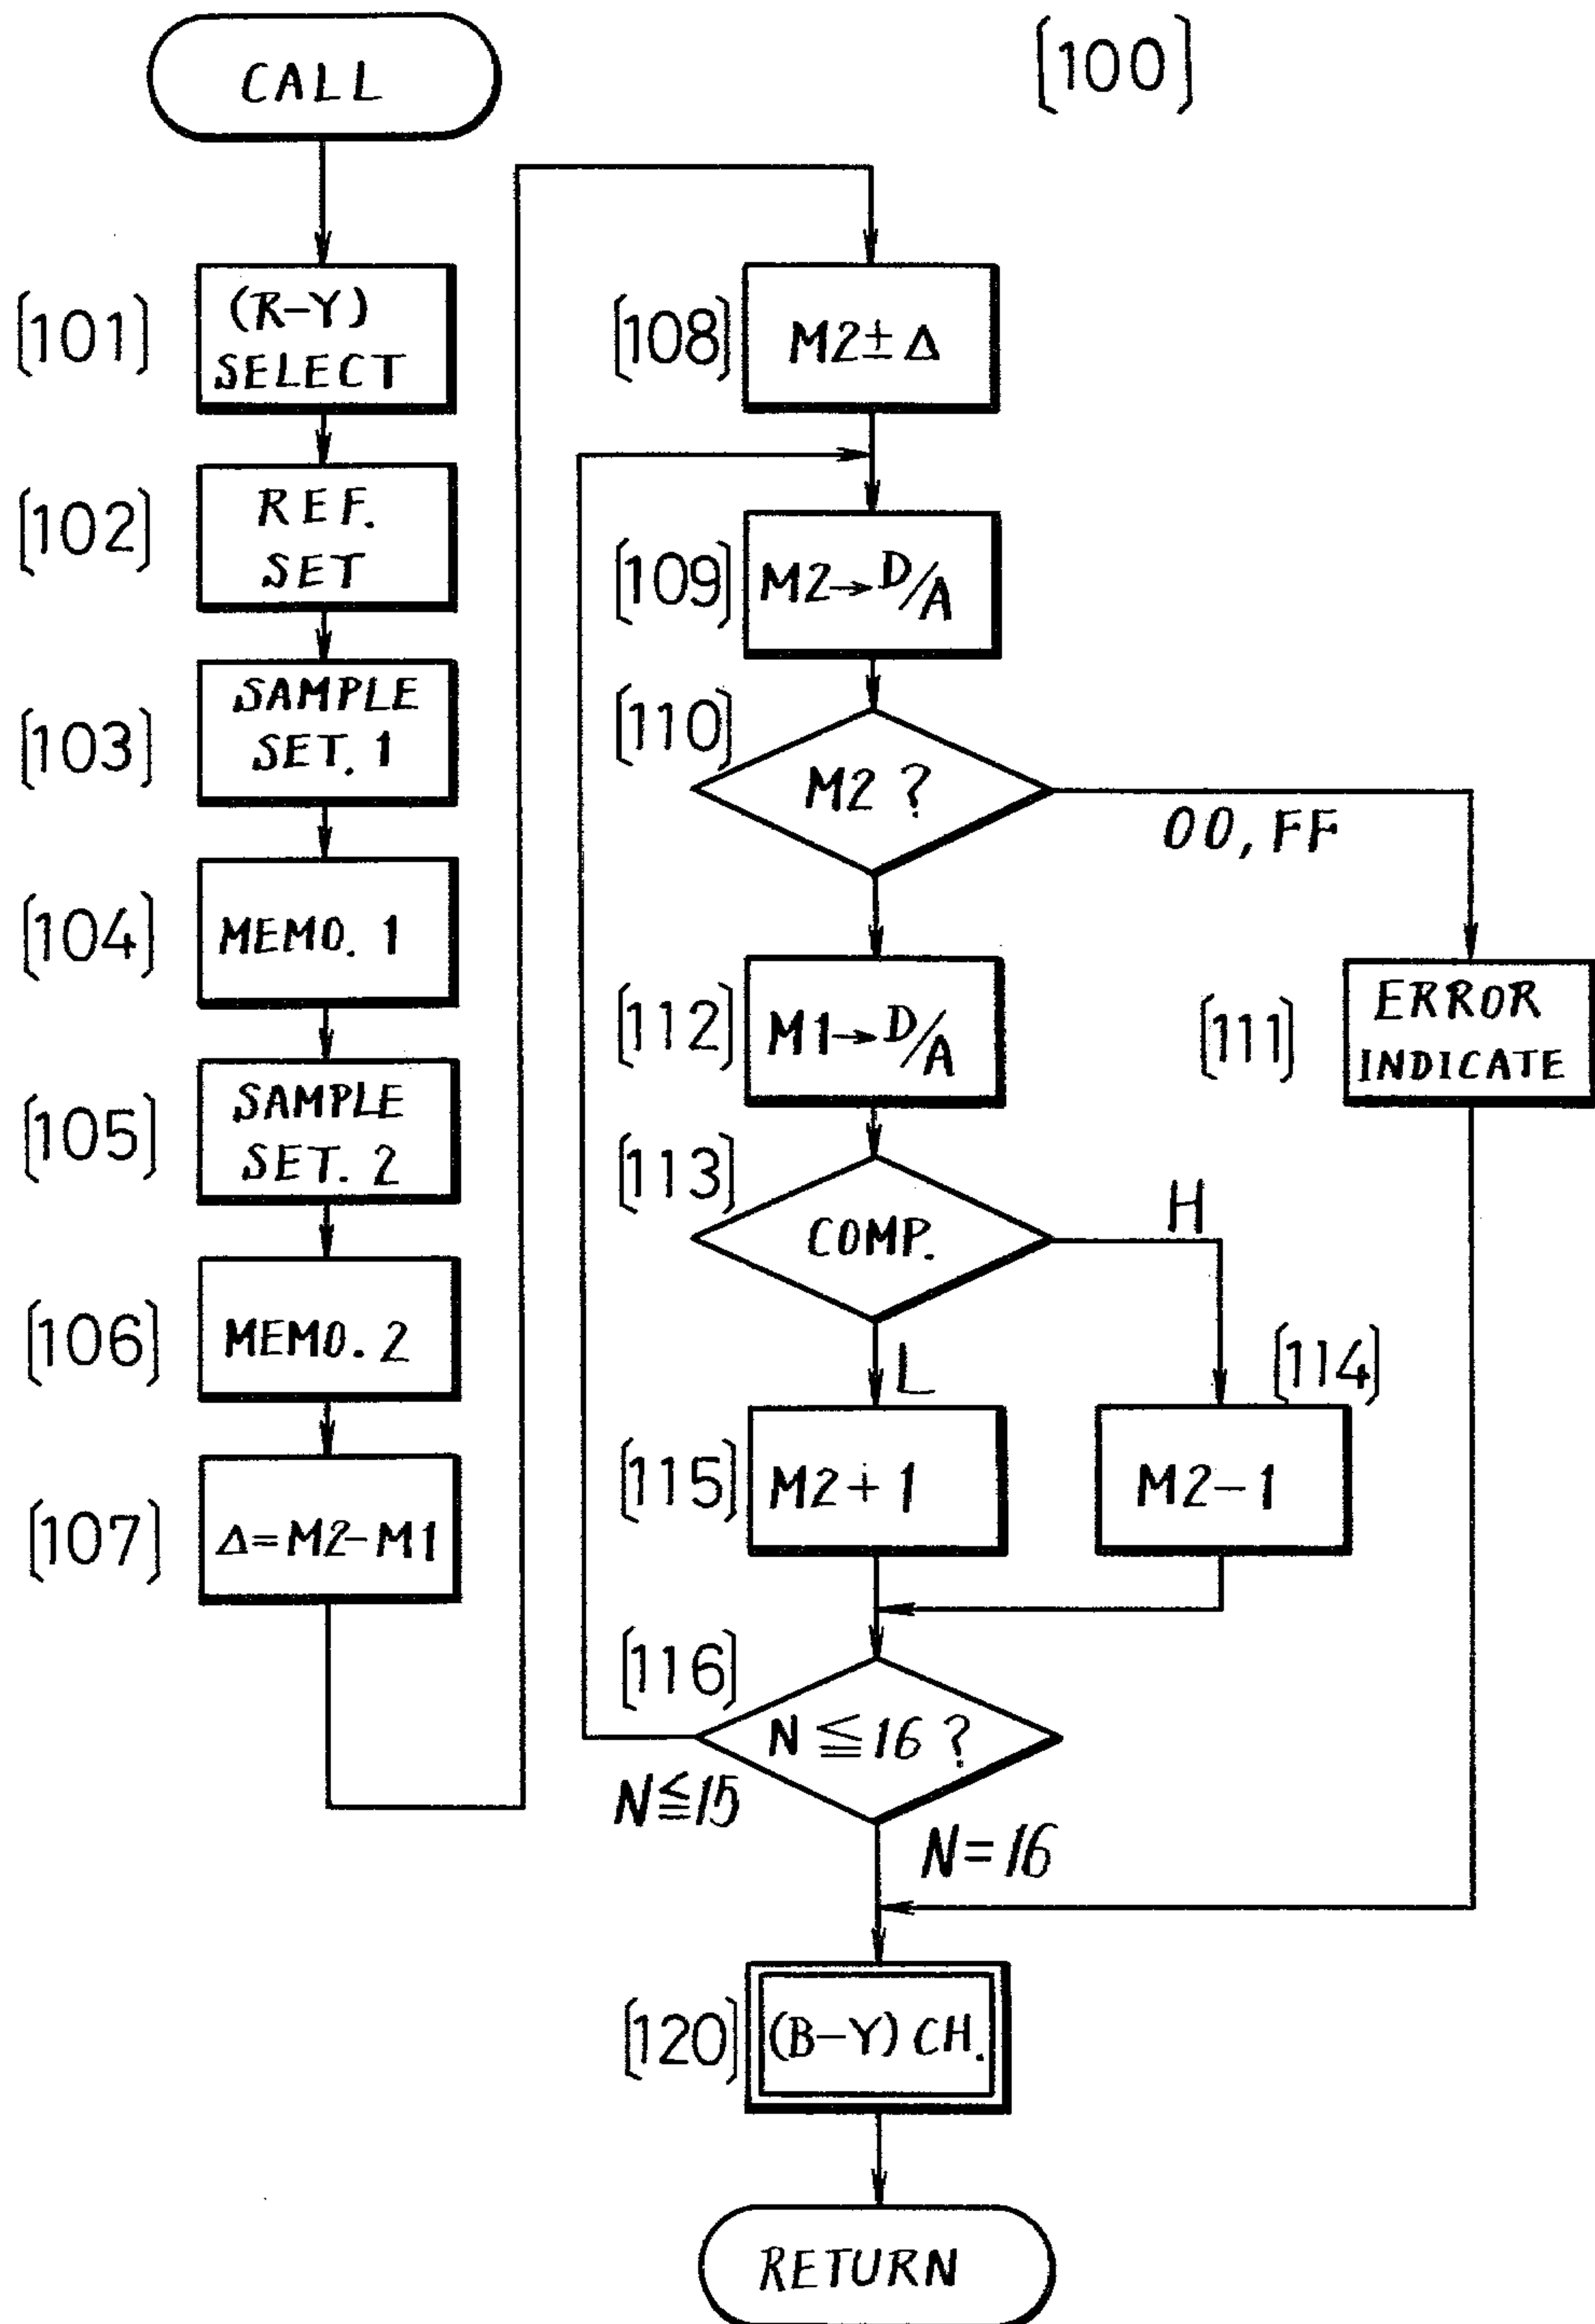 [100]
CALL
[101]
(R-Y)
SELECT
[102]
REF.
SET
[103]
SAMPLE
SET. 1
[104]
MEMO. 1
[105]
SAMPLE
SET. 2
[106]
MEMO. 2
[107]
Δ=M2-M1
[108]
M2±Δ
[109]
M2→D/A
[110]
M2 ?
00, FF
[111]
ERROR
INDICATE
[112]
M1→D/A
[113]
COMP.
H
L
[114]
M2-1
[115]
M2+1
[116]
N≦16 ?
N≦15
N=16
[120]
(B-Y) CH.
RETURN